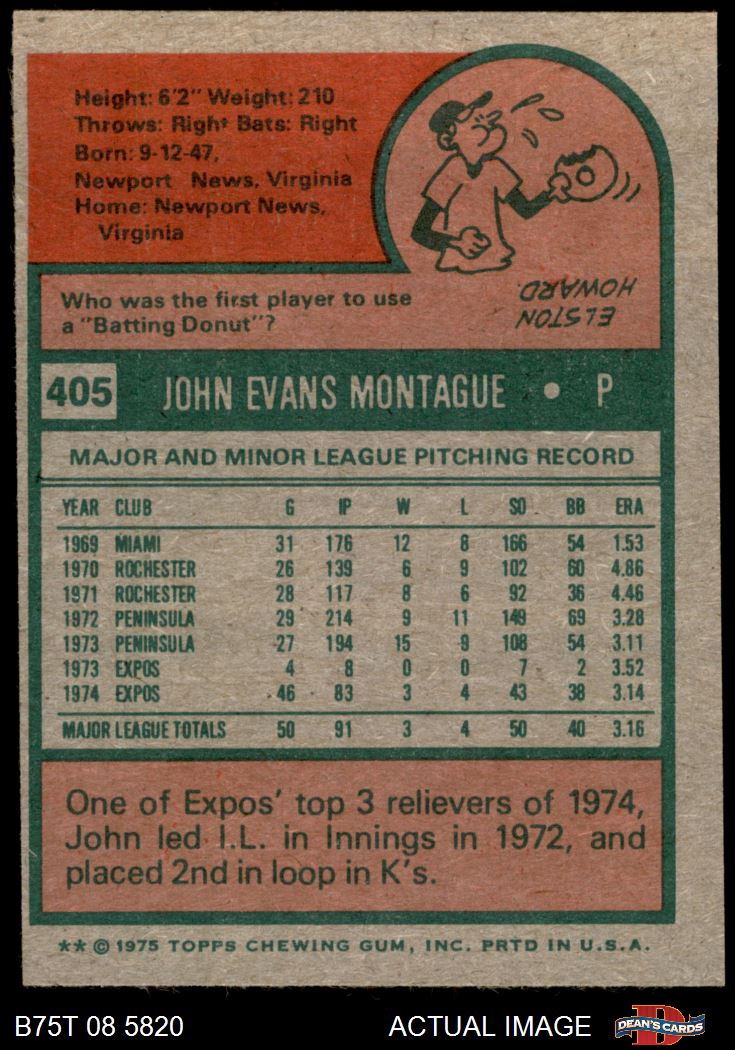 Height: 6'2" Weight: 210
Throws: Right Bats: Right
Born: 9-12-47,
Newport News, Virginia
Home: Newport News,
Virginia
Who was the first player to use
a "Batting Donut"?
ELSTON
HOWARD.
405 JOHN EVANS MONTAGUE • P
MAJOR AND MINOR LEAGUE PITCHING RECORD
YEAR CLUB G IP W L SO BB ERA
1969 MIAMI 31 176 12 8 166 54 1.53
1970 ROCHESTER 26 139 6 9 102 60 4.86
1971 ROCHESTER 28 117 8 6 92 36 4.46
1972 PENINSULA 29 214 9 11 149 69 3.28
1973 PENINSULA 27 194 15 9 108 54 3.11
1973 EXPOS 4 8 0 0 7 2 3.52
1974 EXPOS 46 83 3 4 43 38 3.14
MAJOR LEAGUE TOTALS 50 91 3 4 50 40 3.16
One of Expos' top 3 relievers of 1974,
John led I.L. in Innings in 1972, and
placed 2nd in loop in K's.
** © 1975 TOPPS CHEWING GUM, INC. PRTD IN U.S.A.
B75T 08 5820 ACTUAL IMAGE D DEAN'S CARDS